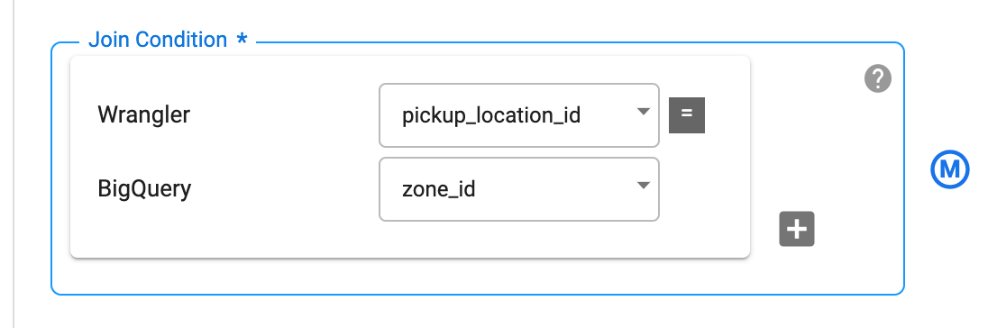 Join Condition *
Wrangler
pickup_location_id
=
?
BigQuery
zone_id
M
+